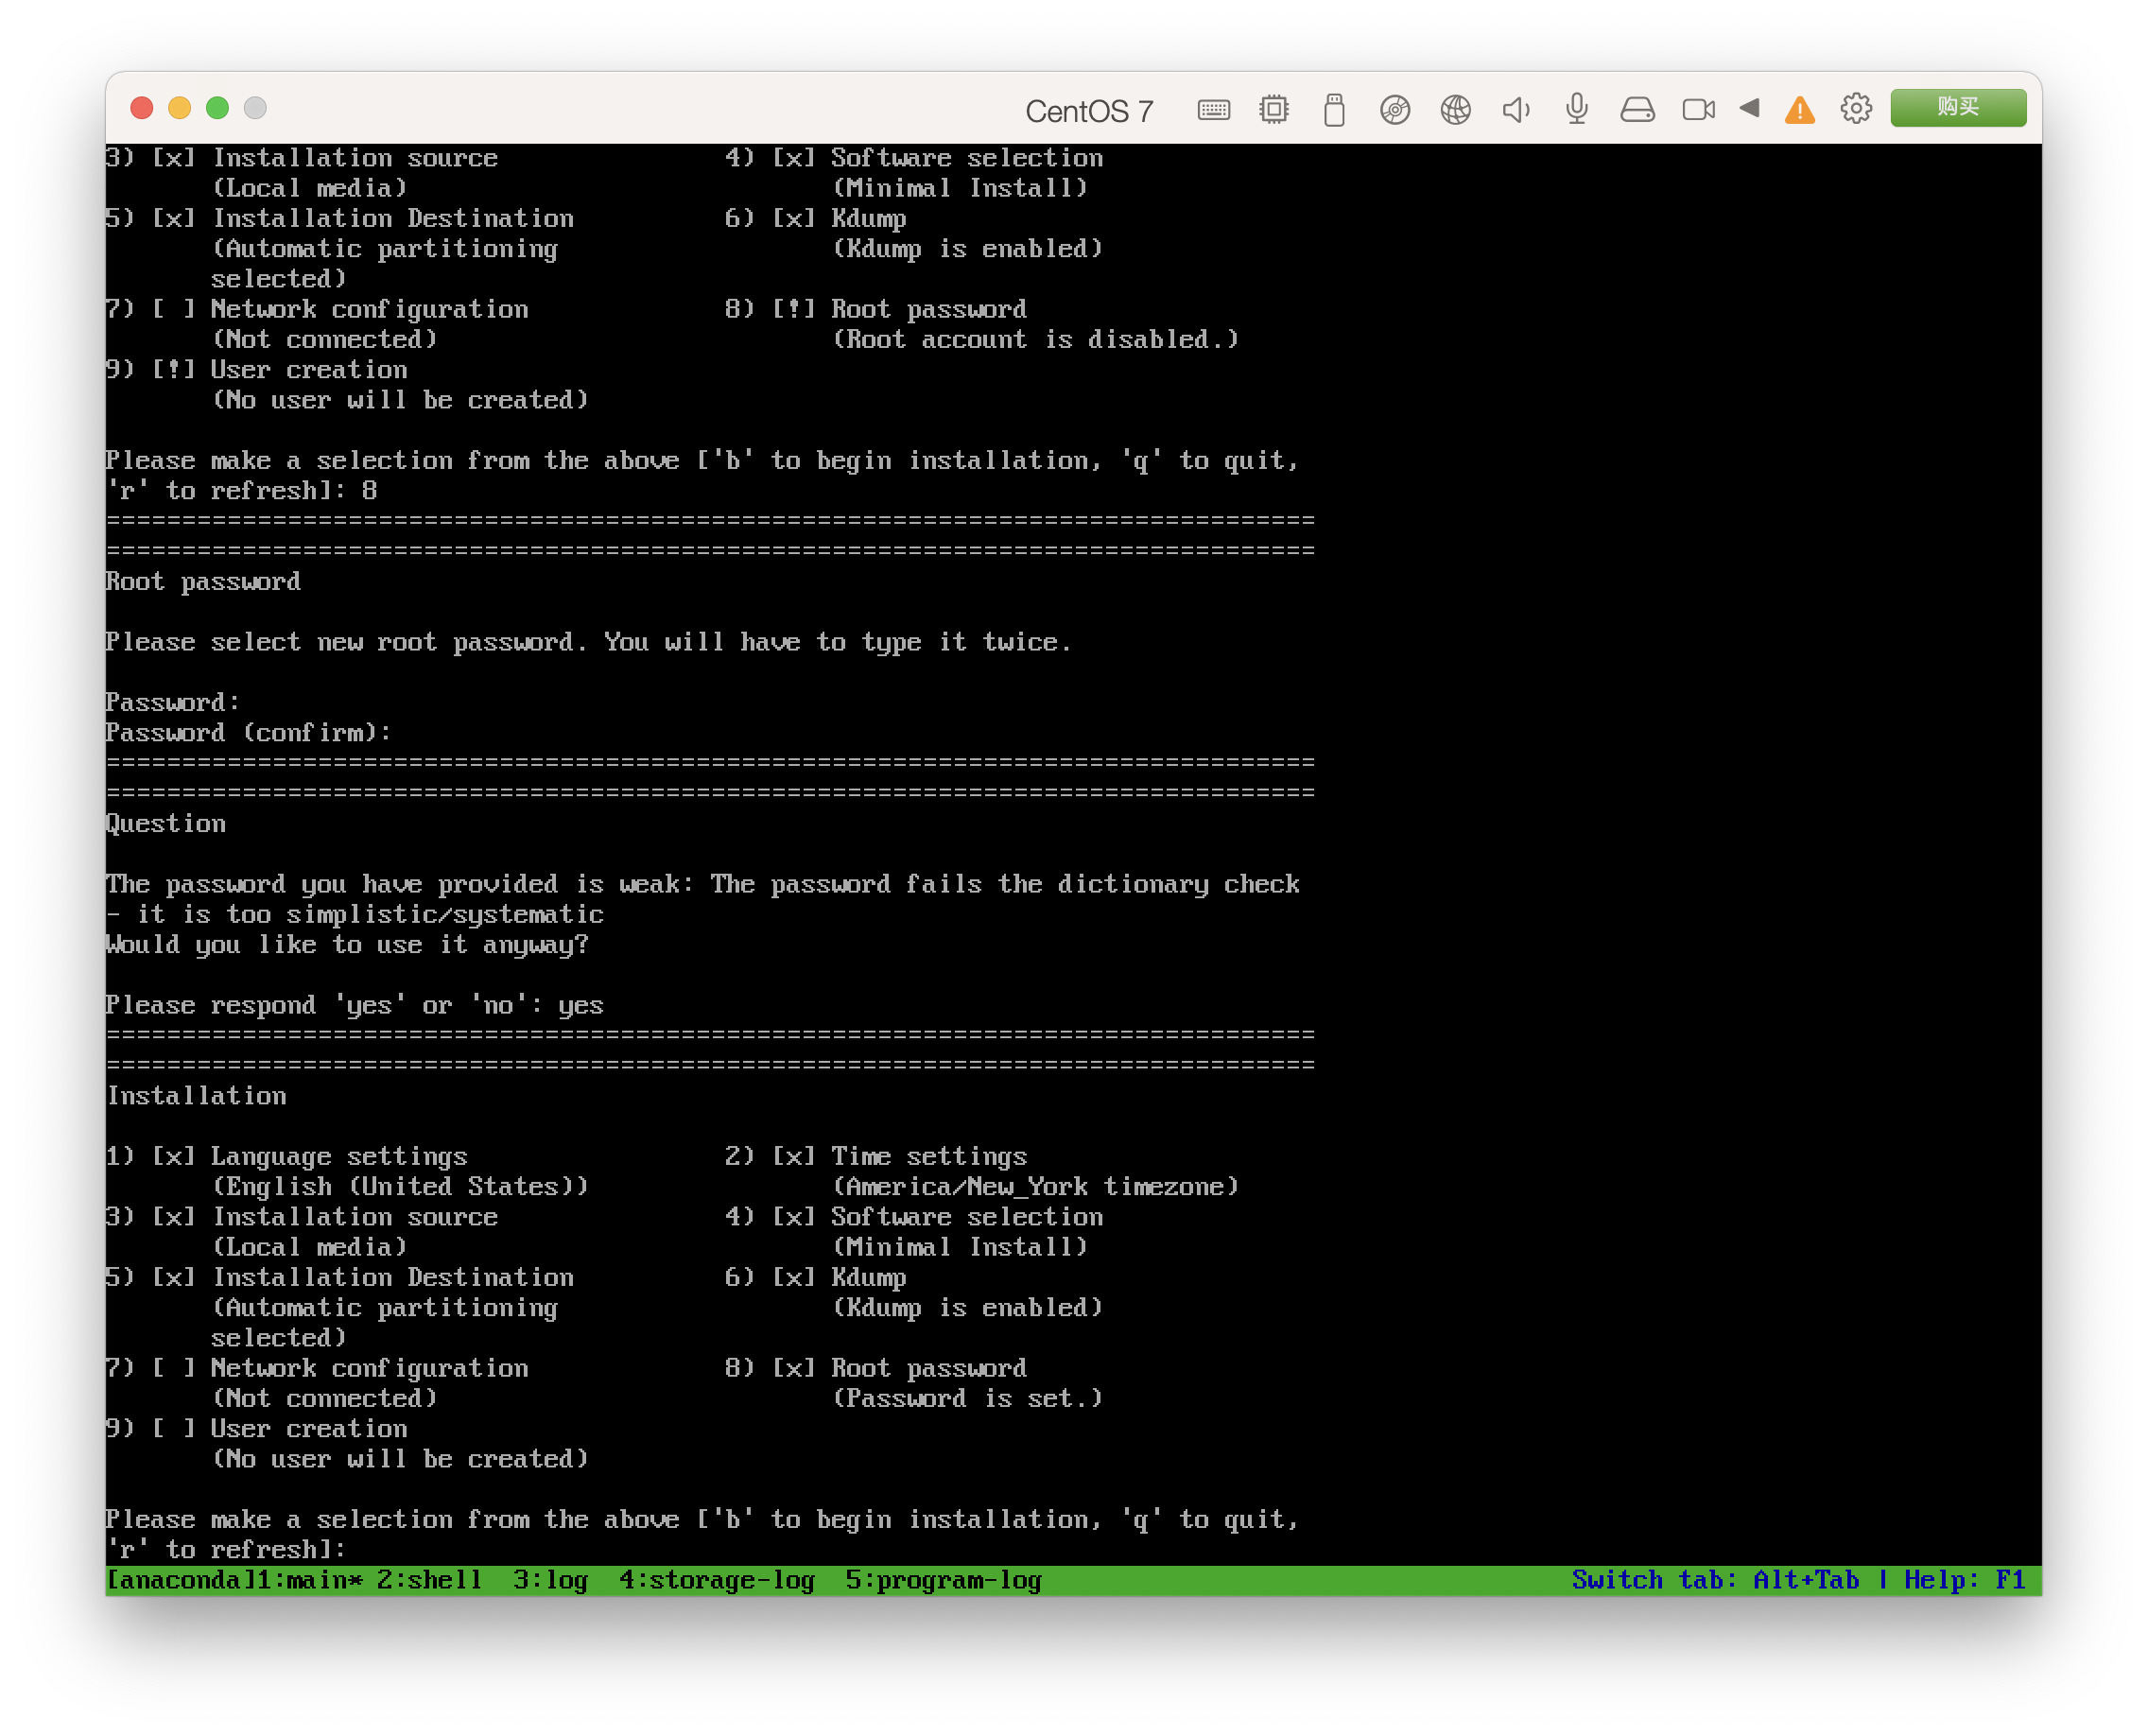 CentOS 7
购买
3) [x] Installation source 4) [x] Software selection
(Local media) (Minimal Install)
5) [x] Installation Destination 6) [x] Kdump
(Automatic partitioning (Kdump is enabled)
selected)
7) [ ] Network configuration 8) [!] Root password
(Not connected) (Root account is disabled.)
9) [!] User creation
(No user will be created)
Please make a selection from the above ['b' to begin installation, 'q' to quit,
'r' to refresh]: 8
================================================================================
================================================================================
Root password
Please select new root password. You will have to type it twice.
Password:
Password (confirm):
================================================================================
================================================================================
Question
The password you have provided is weak: The password fails the dictionary check
- it is too simplistic/systematic
Would you like to use it anyway?
Please respond 'yes' or 'no': yes
================================================================================
================================================================================
Installation
1) [x] Language settings 2) [x] Time settings
(English (United States)) (America/New_York timezone)
3) [x] Installation source 4) [x] Software selection
(Local media) (Minimal Install)
5) [x] Installation Destination 6) [x] Kdump
(Automatic partitioning (Kdump is enabled)
selected)
7) [ ] Network configuration 8) [x] Root password
(Not connected) (Password is set.)
9) [ ] User creation
(No user will be created)
Please make a selection from the above ['b' to begin installation, 'q' to quit,
'r' to refresh]:
[anaconda]1:main* 2:shell 3:log 4:storage-log 5:program-log Switch tab: Alt+Tab | Help: F1